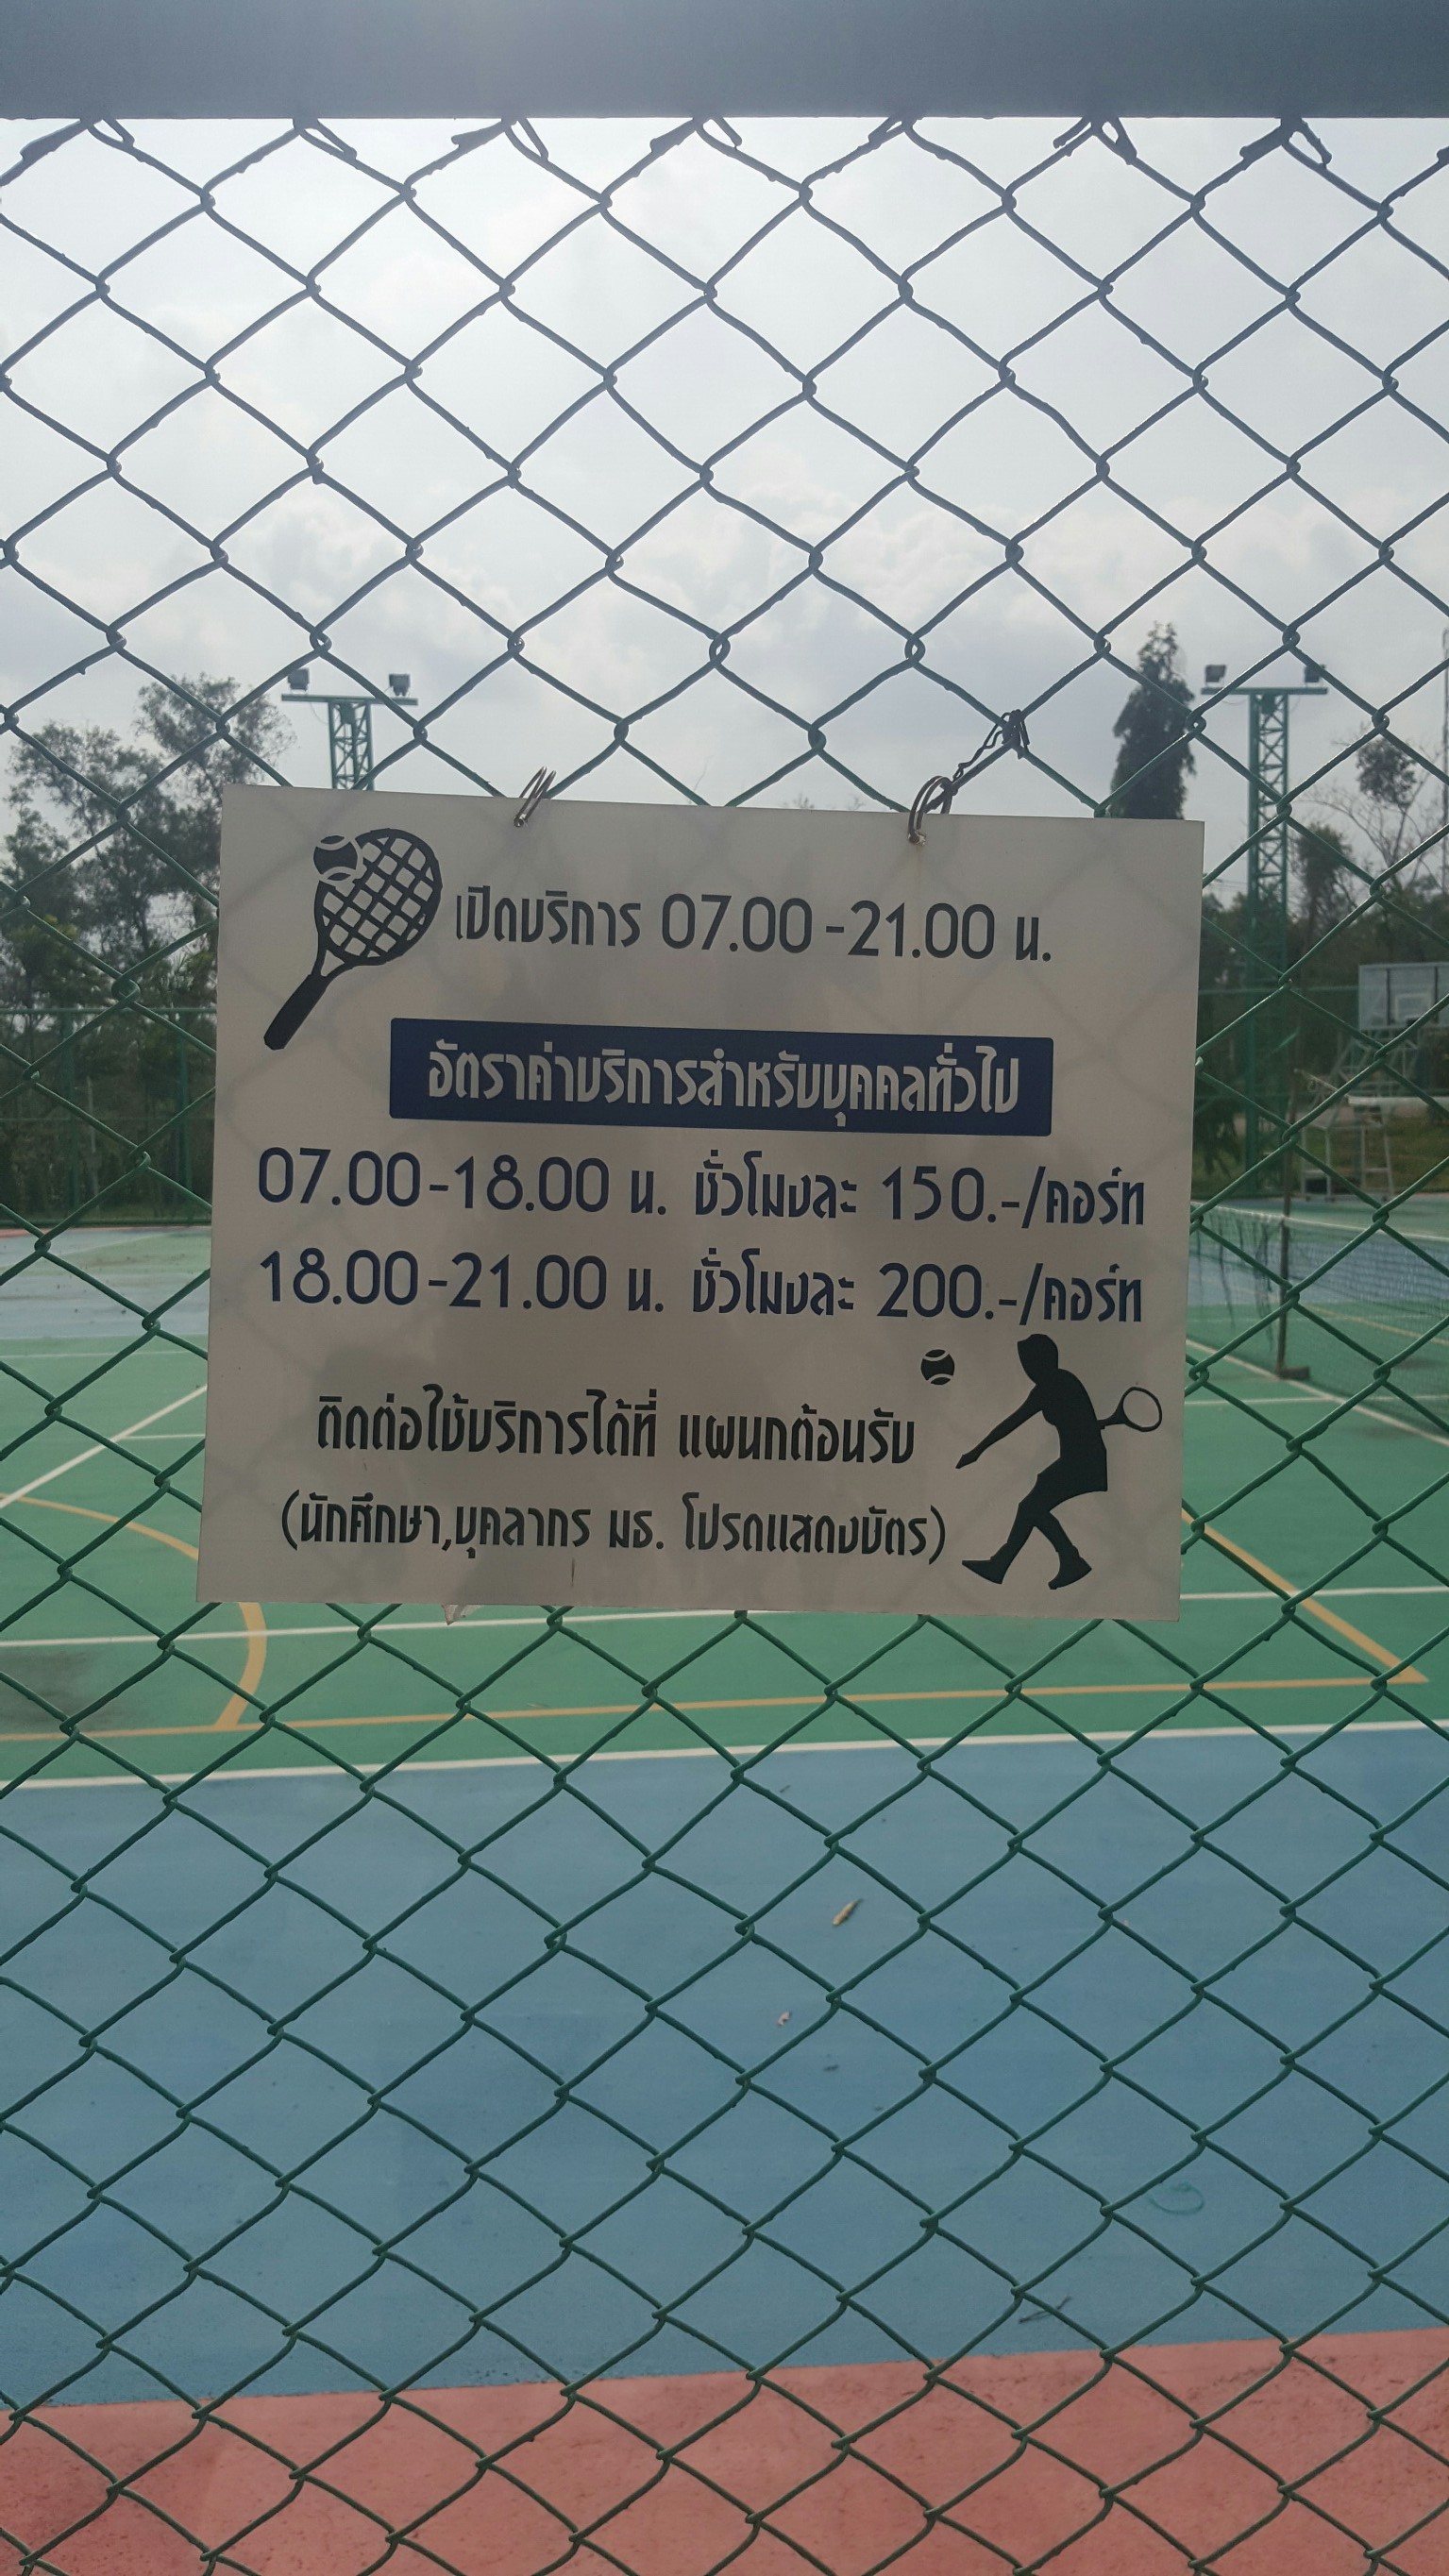 เปิดบริการ 07.00-21.00 น.
อัตราค่าบริการสำหรับบุคคลทั่วไป
07.00-18.00 น. ชั่วโมงละ 150.-/คอร์ท
18.00-21.00 น. ชั่วโมงละ 200.-/คอร์ท
ติดต่อใช้บริการได้ที่ แผนกต้อนรับ
(นักศึกษา,บุคลากร มธ. โปรดแสดงบัตร)